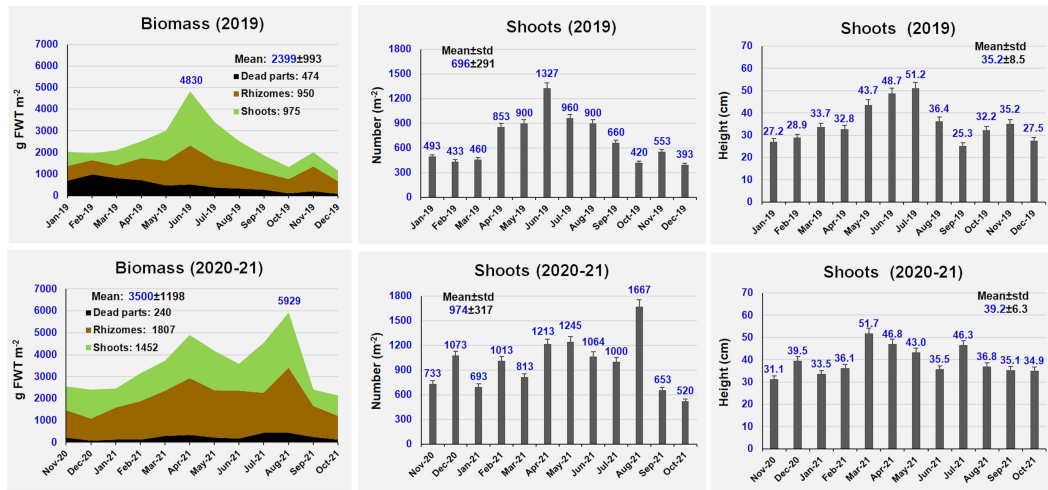 Biomass (2019)
7000
6000
5000
4000
3000
2000
1000
0
g FWT m⁻²
Mean: 2399±993
Dead parts: 474
Rhizomes: 950
Shoots: 975
4830
Jan-19 Feb-19 Mar-19 Apr-19 May-19 Jun-19 Jul-19 Aug-19 Sep-19 Oct-19 Nov-19 Dec-19
Shoots (2019)
1800
1500
1200
900
600
300
0
Number (m⁻²)
Mean±std
696±291
493 433 460 853 900 1327 960 900 660 420 553 393
Jan-19 Feb-19 Mar-19 Apr-19 May-19 Jun-19 Jul-19 Aug-19 Sep-19 Oct-19 Nov-19 Dec-19
Shoots (2019)
70
60
50
40
30
20
10
0
Height (cm)
Mean±std
35.2±8.5
27.2 28.9 33.7 32.8 43.7 48.7 51.2 36.4 25.3 32.2 35.2 27.5
Jan-19 Feb-19 Mar-19 Apr-19 May-19 Jun-19 Jul-19 Aug-19 Sep-19 Oct-19 Nov-19 Dec-19
Biomass (2020-21)
7000
6000
5000
4000
3000
2000
1000
0
g FWT m⁻²
Mean: 3500±1198
Dead parts: 240
Rhizomes: 1807
Shoots: 1452
5929
Nov-20 Dec-20 Jan-21 Feb-21 Mar-21 Apr-21 May-21 Jun-21 Jul-21 Aug-21 Sep-21 Oct-21
Shoots (2020-21)
1800
1500
1200
900
600
300
0
Number (m⁻²)
Mean±std
974±317
733 1073 693 1013 813 1213 1245 1064 1000 1667 653 520
Nov-20 Dec-20 Jan-21 Feb-21 Mar-21 Apr-21 May-21 Jun-21 Jul-21 Aug-21 Sep-21 Oct-21
Shoots (2020-21)
70
60
50
40
30
20
10
0
Height (cm)
Mean±std
39.2±6.3
31.1 39.5 33.5 36.1 51.7 46.8 43.0 35.5 46.3 36.8 35.1 34.9
Nov-20 Dec-20 Jan-21 Feb-21 Mar-21 Apr-21 May-21 Jun-21 Jul-21 Aug-21 Sep-21 Oct-21